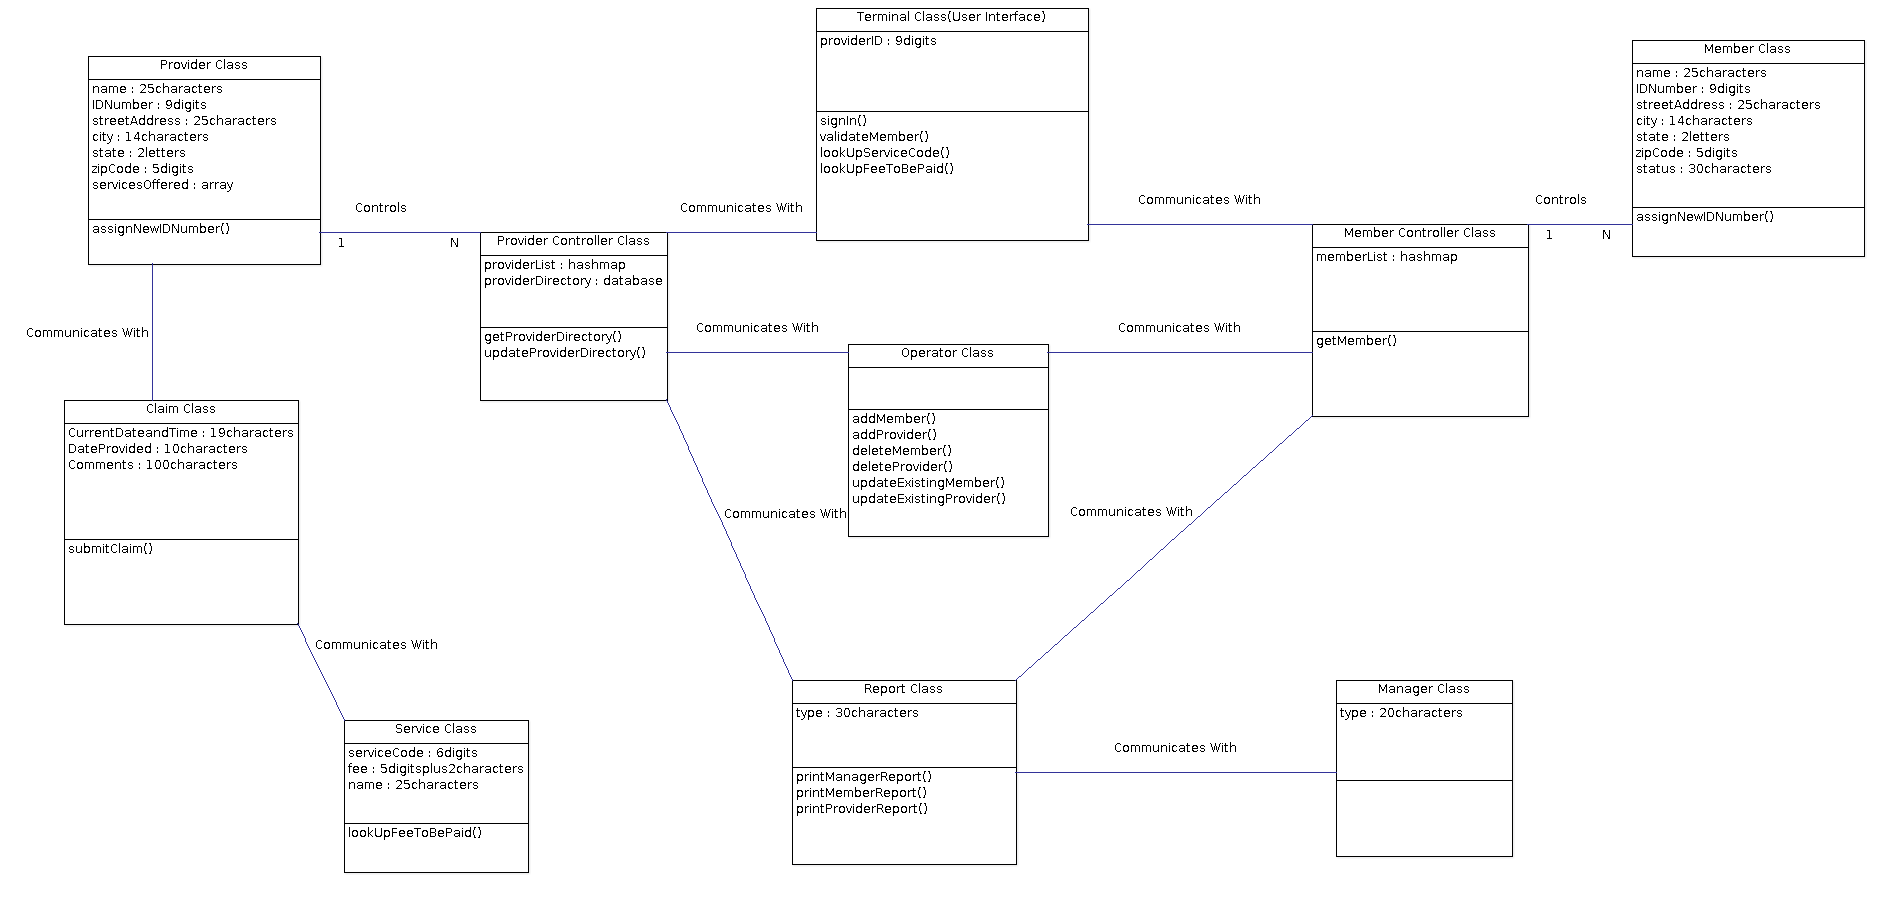 Terminal Class(User Interface)
providerID : 9digits
signIn()
validateMember()
lookUpServiceCode()
lookUpFeeToBePaid()
Provider Class
name : 25characters
IDNumber : 9digits
streetAddress : 25characters
city : 14characters
state : 2letters
zipCode : 5digits
servicesOffered : array
assignNewIDNumber()
Member Class
name : 25characters
IDNumber : 9digits
streetAddress : 25characters
city : 14characters
state : 2letters
zipCode : 5digits
status : 30characters
assignNewIDNumber()
Controls
1
N
Communicates With
Communicates With
Controls
1
N
Provider Controller Class
providerList : hashmap
providerDirectory : database
getProviderDirectory()
updateProviderDirectory()
Member Controller Class
memberList : hashmap
getMember()
Communicates With
Communicates With
Communicates With
Operator Class
addMember()
addProvider()
deleteMember()
deleteProvider()
updateExistingMember()
updateExistingProvider()
Claim Class
CurrentDateandTime : 19characters
DateProvided : 10characters
Comments : 100characters
submitClaim()
Communicates With
Communicates With
Communicates With
Service Class
serviceCode : 6digits
fee : 5digitsplus2characters
name : 25characters
lookUpFeeToBePaid()
Report Class
type : 30characters
printManagerReport()
printMemberReport()
printProviderReport()
Communicates With
Manager Class
type : 20characters